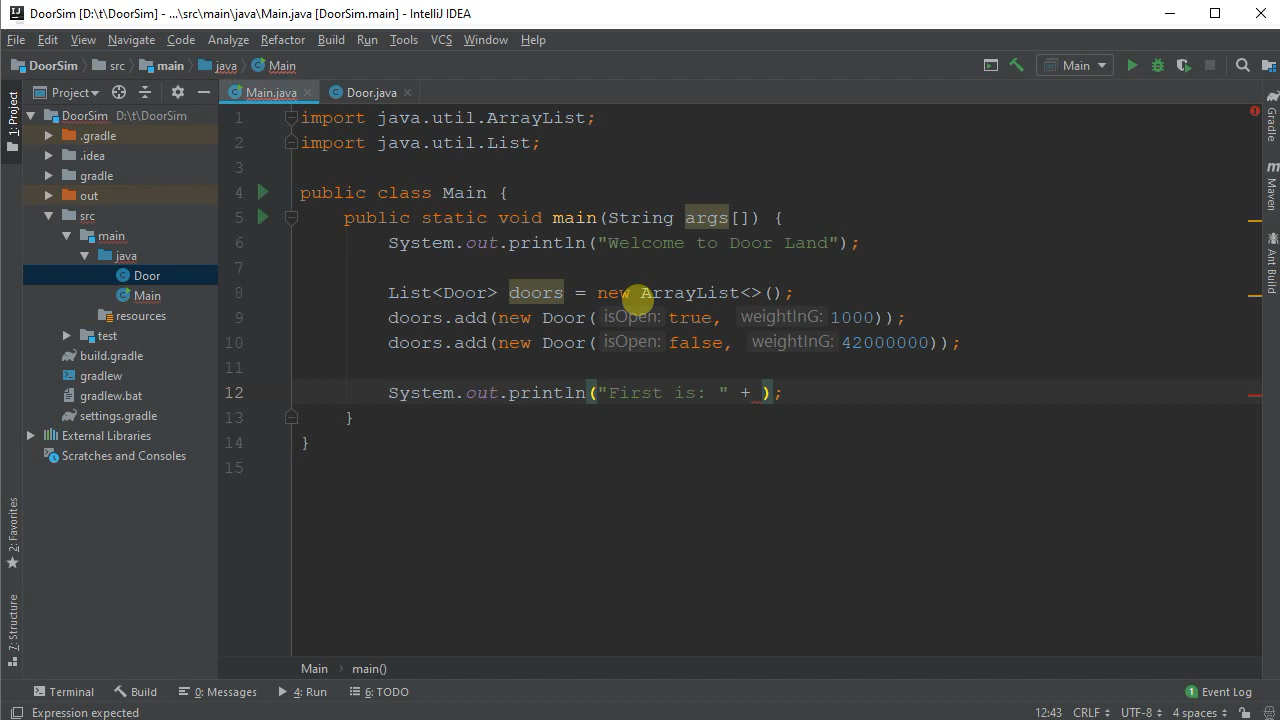 DoorSim [D:\t\DoorSim] - ...\src\main\java\Main.java [DoorSim.main] - IntelliJ IDEA
File Edit View Navigate Code Analyze Refactor Build Run Tools VCS Window Help
DoorSim src main java Main Main
Project Main.java Door.java
1: Project
DoorSim D:\t\DoorSim
.gradle
.idea
gradle
out
src
main
java
Door
Main
resources
test
build.gradle
gradlew
gradlew.bat
settings.gradle
External Libraries
Scratches and Consoles
2: Favorites
7: Structure
1 import java.util.ArrayList;
2 import java.util.List;
3
4 public class Main {
5 public static void main(String args[]) {
6 System.out.println("Welcome to Door Land");
7
8 List<Door> doors = new ArrayList<>();
9 doors.add(new Door( isOpen: true, weightInG: 1000));
10 doors.add(new Door( isOpen: false, weightInG: 42000000));
11
12 System.out.println("First is: " + );
13 }
14 }
15
Gradle
m
Maven
Ant Build
Main main()
Terminal Build 0: Messages 4: Run 6: TODO 1 Event Log
Expression expected 12:43 CRLF UTF-8 4 spaces